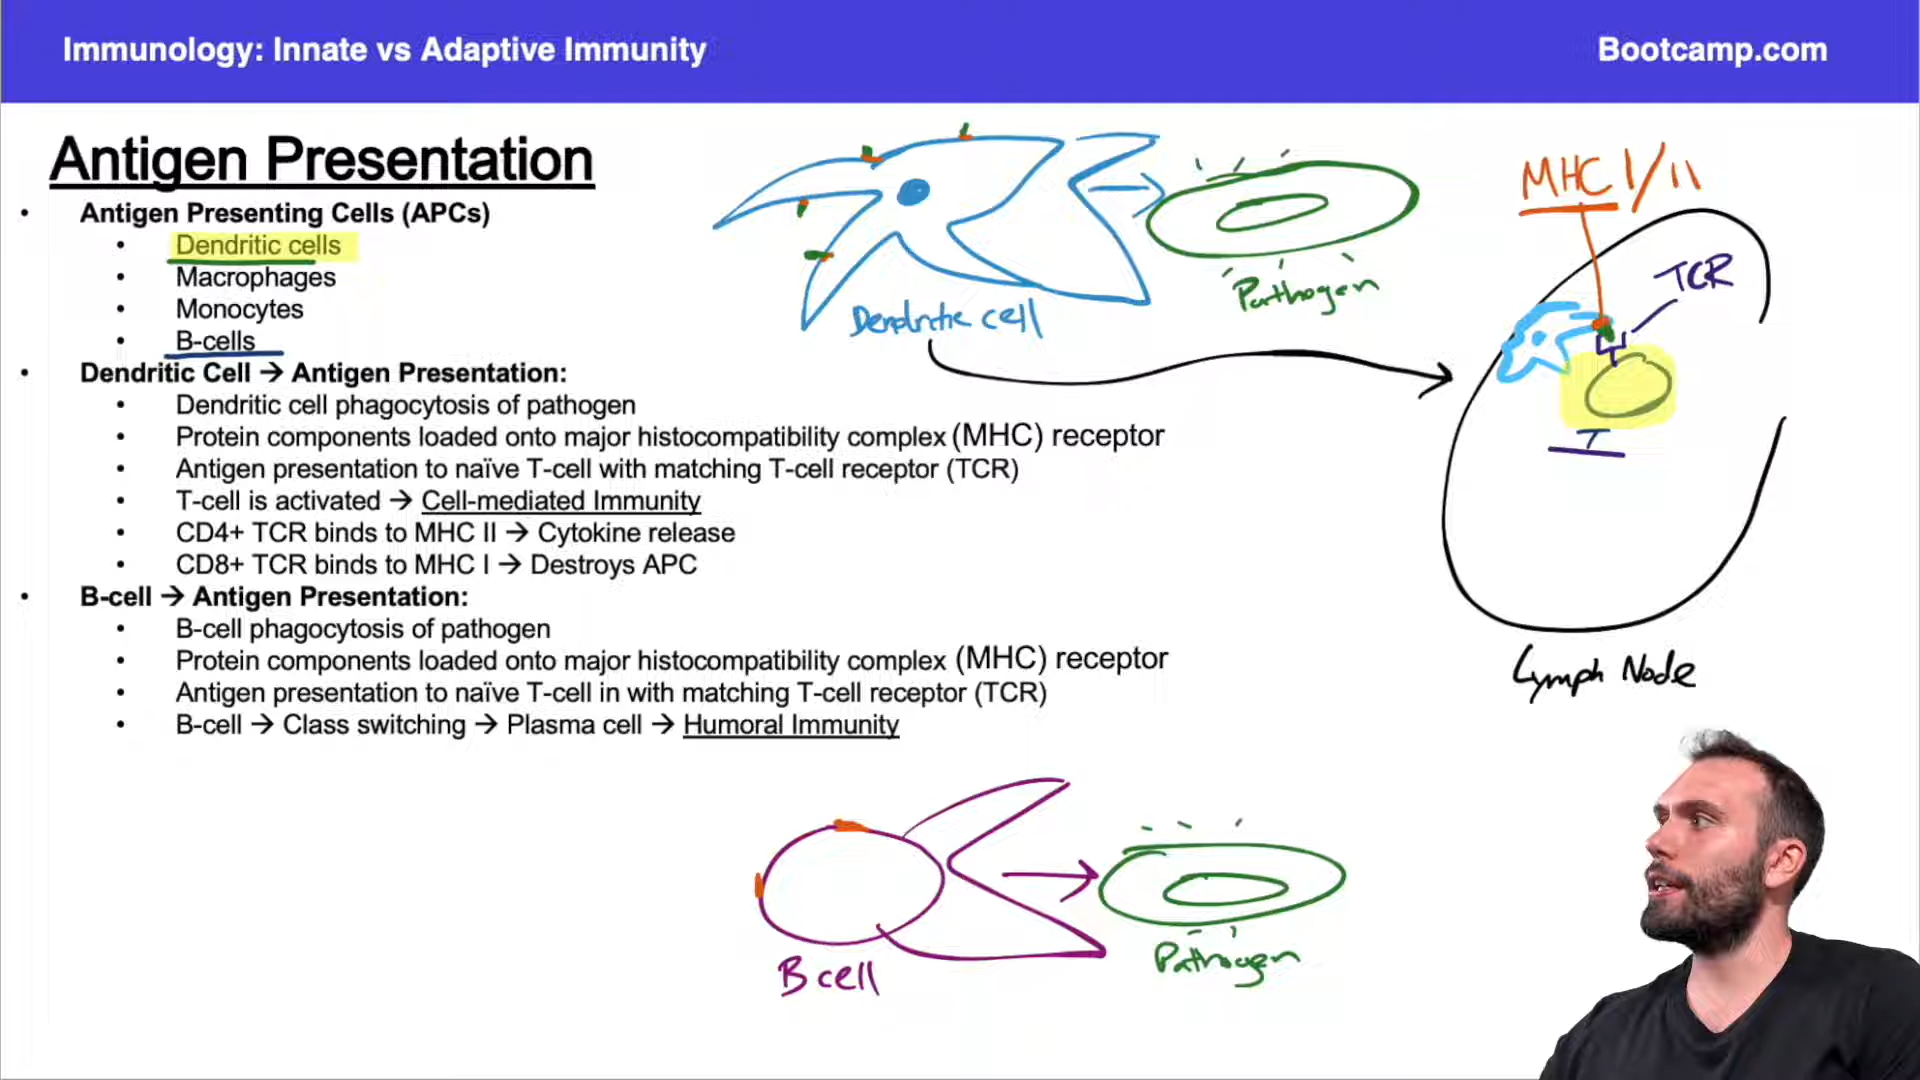 Immunology: Innate vs Adaptive Immunity
Bootcamp.com
Antigen Presentation
• Antigen Presenting Cells (APCs)
• Dendritic cells
• Macrophages
• Monocytes
• B-cells
• Dendritic Cell → Antigen Presentation:
• Dendritic cell phagocytosis of pathogen
• Protein components loaded onto major histocompatibility complex (MHC) receptor
• Antigen presentation to naïve T-cell with matching T-cell receptor (TCR)
• T-cell is activated → Cell-mediated Immunity
• CD4+ TCR binds to MHC II → Cytokine release
• CD8+ TCR binds to MHC I → Destroys APC
• B-cell → Antigen Presentation:
• B-cell phagocytosis of pathogen
• Protein components loaded onto major histocompatibility complex (MHC) receptor
• Antigen presentation to naïve T-cell in with matching T-cell receptor (TCR)
• B-cell → Class switching → Plasma cell → Humoral Immunity
Dendritic cell
Pathogen
MHC I/II
TCR
T
Lymph Node
B cell
Pathogen